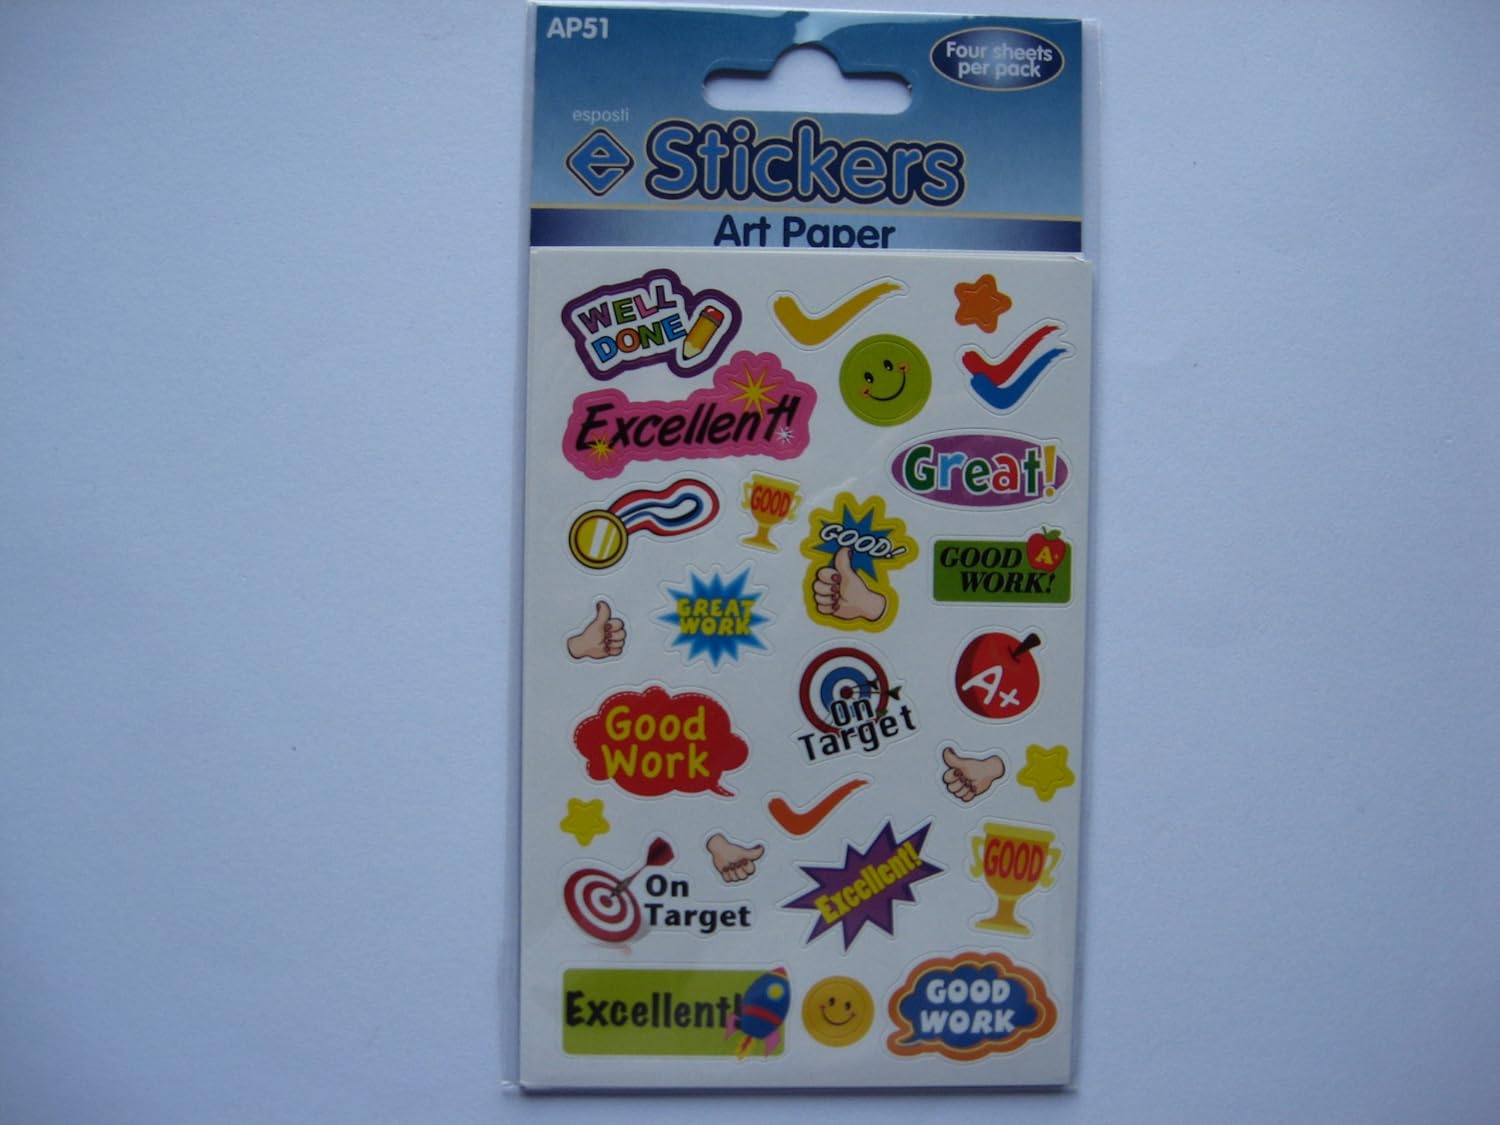 AP51
Four sheets
per pack
esposti
e Stickers
Art Paper
WELL
DONE
Excellent!
Great!
GOOD
GOOD!
GOOD A+
WORK!
GREAT
WORK
A+
On
Target
Good
Work
On
Target
Excellent!
GOOD
Excellent!
GOOD
WORK